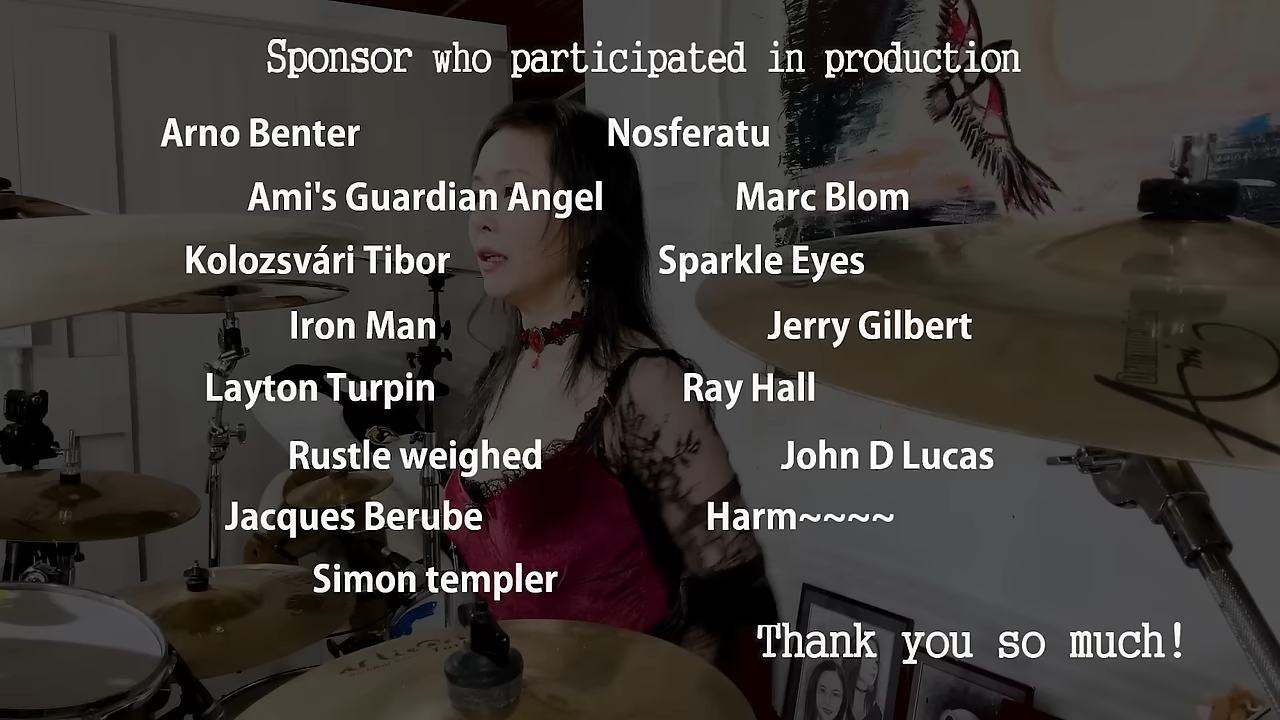 Sponsor who participated in production
Arno Benter
Nosferatu
Ami's Guardian Angel
Marc Blom
Kolozsvári Tibor
Sparkle Eyes
Iron Man
Jerry Gilbert
Layton Turpin
Ray Hall
Rustle weighed
John D Lucas
Jacques Berube
Harm~~~~
Simon templer
Thank you so much!